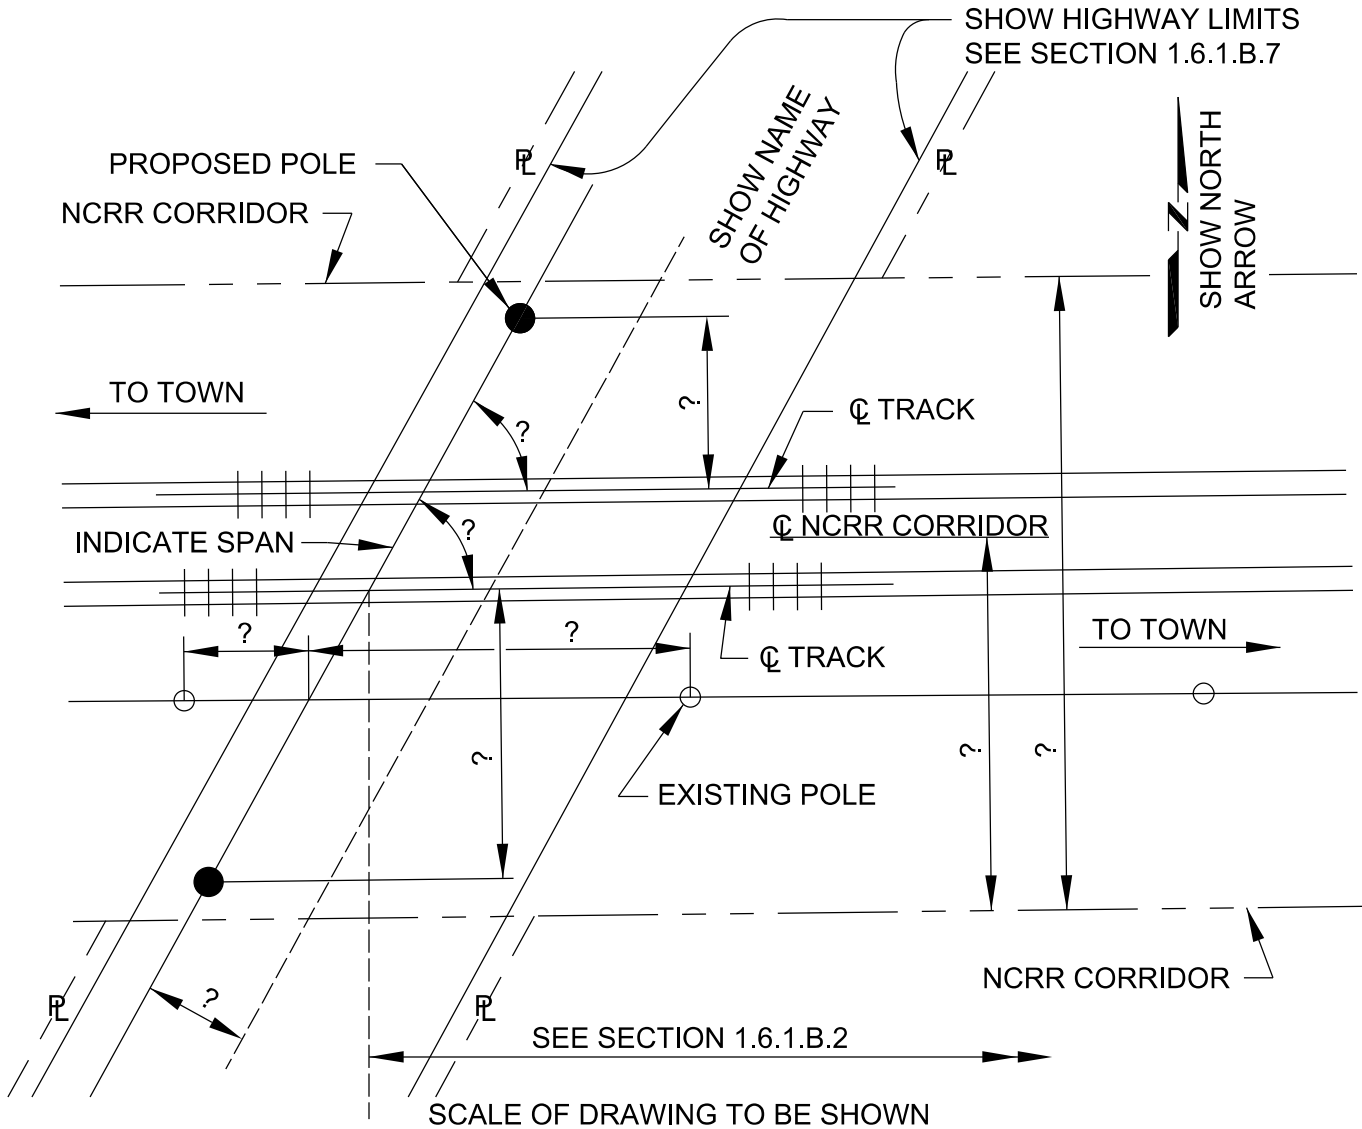 SHOW HIGHWAY LIMITS
SEE SECTION 1.6.1.B.7
SHOW NAME
OF HIGHWAY
PROPOSED POLE
NCRR CORRIDOR
PL
PL
N
SHOW NORTH
ARROW
TO TOWN
?
?
CL TRACK
CL NCRR CORRIDOR
INDICATE SPAN
?
?
?
TO TOWN
CL TRACK
?
?
?
EXISTING POLE
NCRR CORRIDOR
PL
?
PL
SEE SECTION 1.6.1.B.2
SCALE OF DRAWING TO BE SHOWN